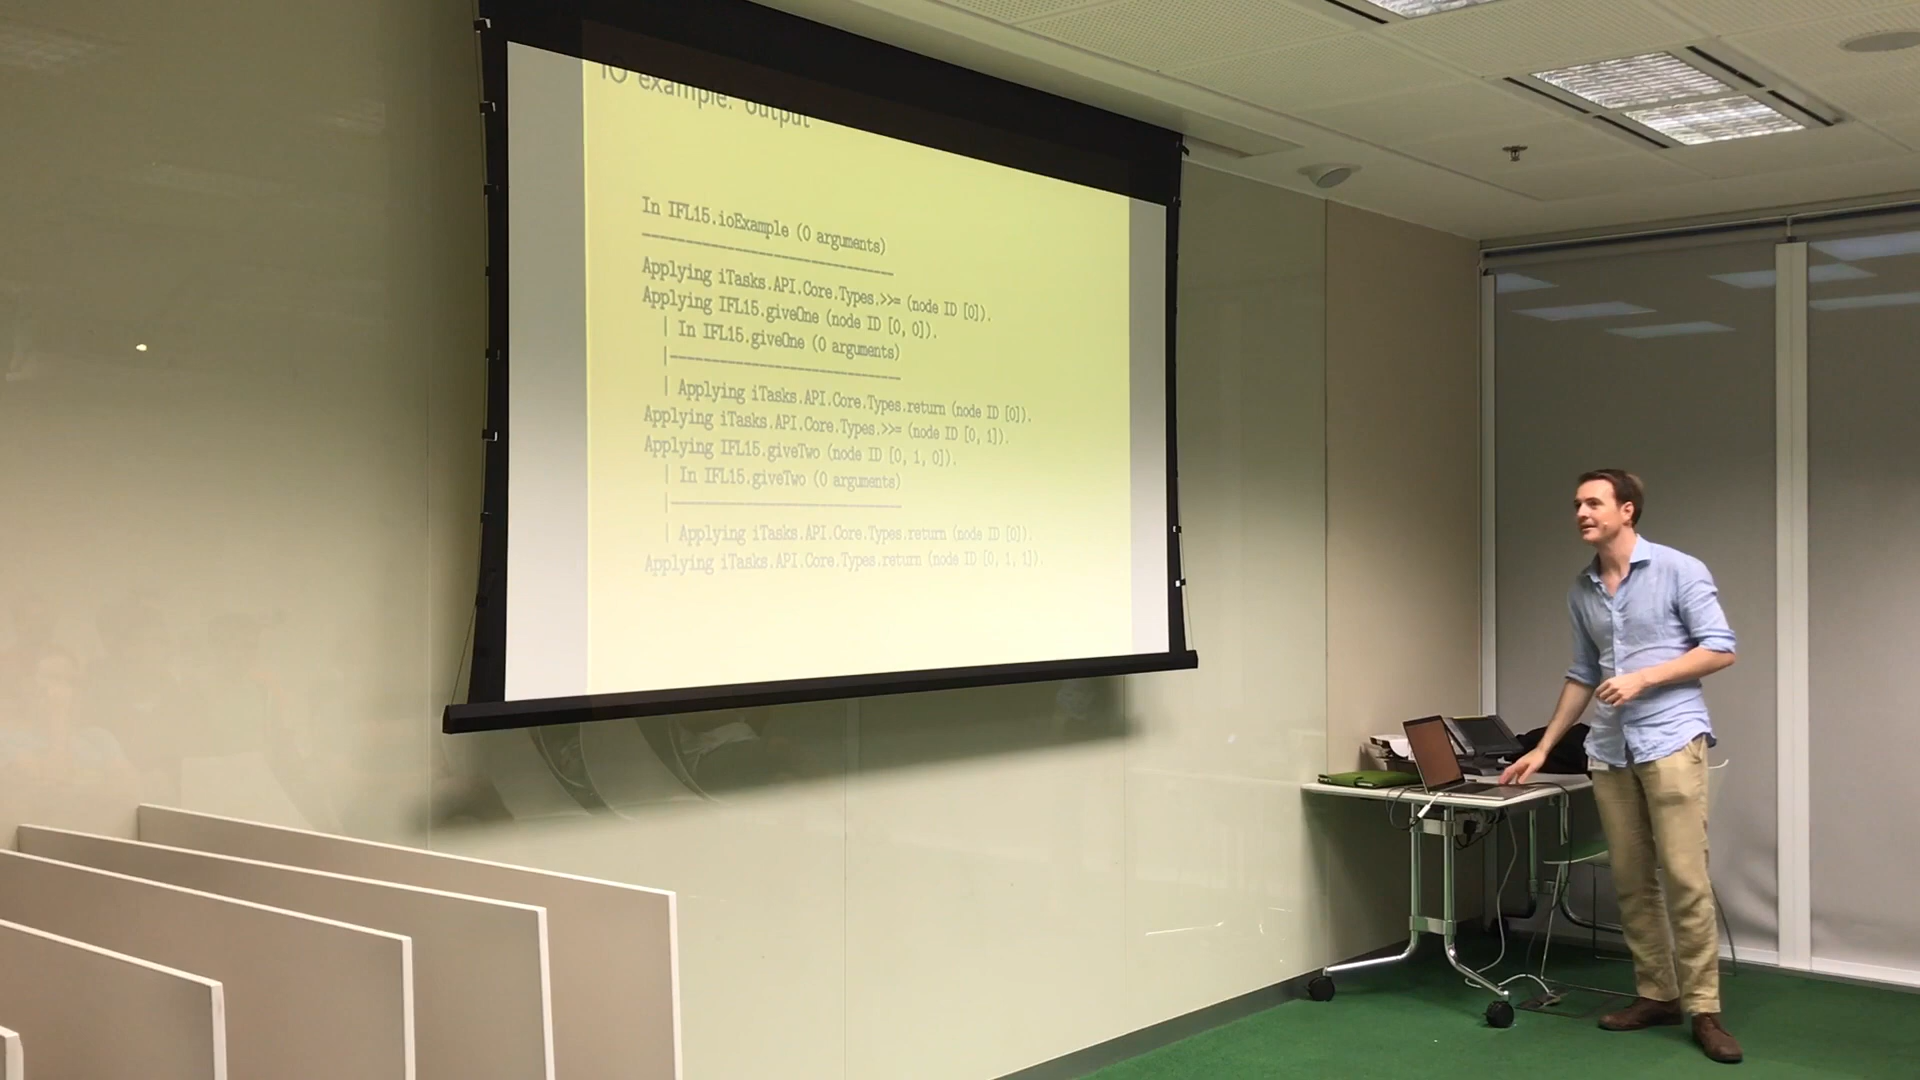 IO example: output
In IFL15.ioExample (0 arguments)
Applying iTasks.API.Core.Types.>>= (node ID [0]).
Applying IFL15.giveOne (node ID [0, 0]).
| In IFL15.giveOne (0 arguments)
|--------------------------------
| Applying iTasks.API.Core.Types.return (node ID [0]).
Applying iTasks.API.Core.Types.>>= (node ID [0, 1]).
Applying IFL15.giveTwo (node ID [0, 1, 0]).
| In IFL15.giveTwo (0 arguments)
|--------------------------------
| Applying iTasks.API.Core.Types.return (node ID [0]).
Applying iTasks.API.Core.Types.return (node ID [0, 1, 1]).